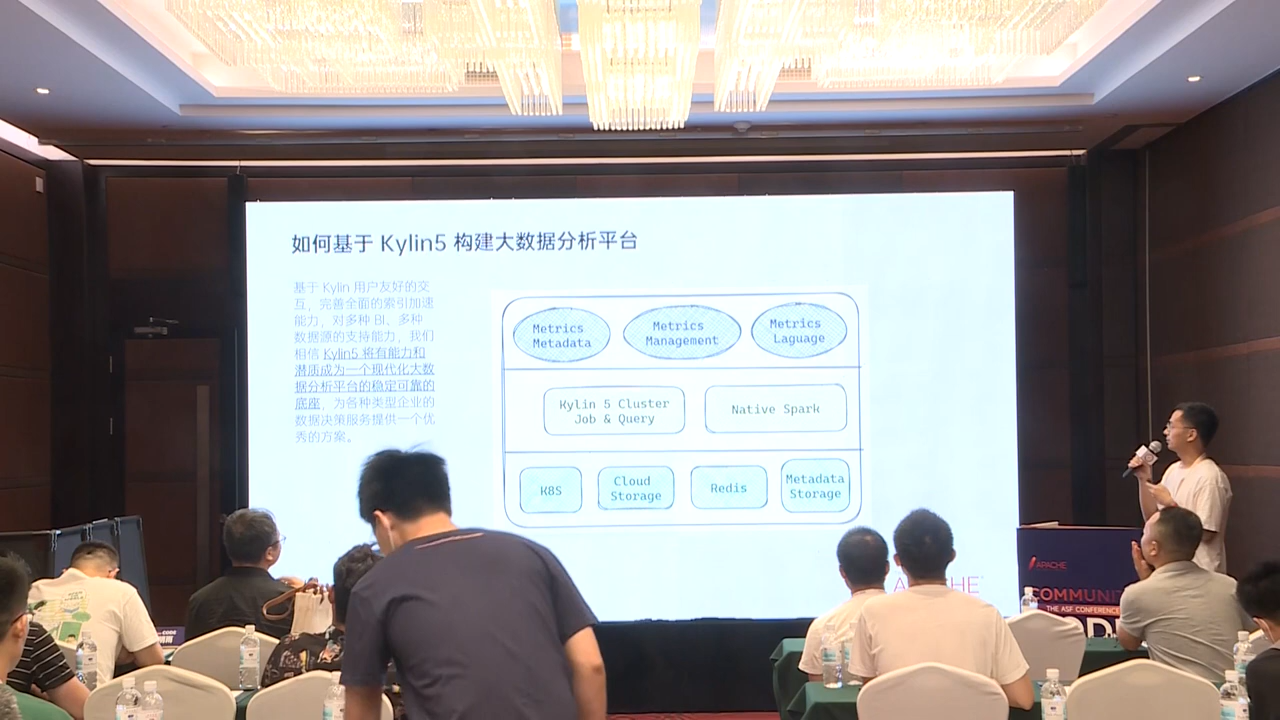 如何基于 Kylin5 构建大数据分析平台
基于 Kylin 用户友好的交
互，完善全面的索引加速
能力，对多种 BI、多种
数据源的支持能力，我们
相信 Kylin5 将有能力和
潜质成为一个现代化大数
据分析平台的稳定可靠的
底座，为各种类型企业的
数据决策服务提供一个优
秀的方案。
Metrics
Metadata
Metrics
Management
Metrics
Laguage
Kylin 5 Cluster
Job & Query
Native Spark
K8S
Cloud
Storage
Redis
Metadata
Storage
APACHE
COMMUNI
THE ASF CONFERENCE